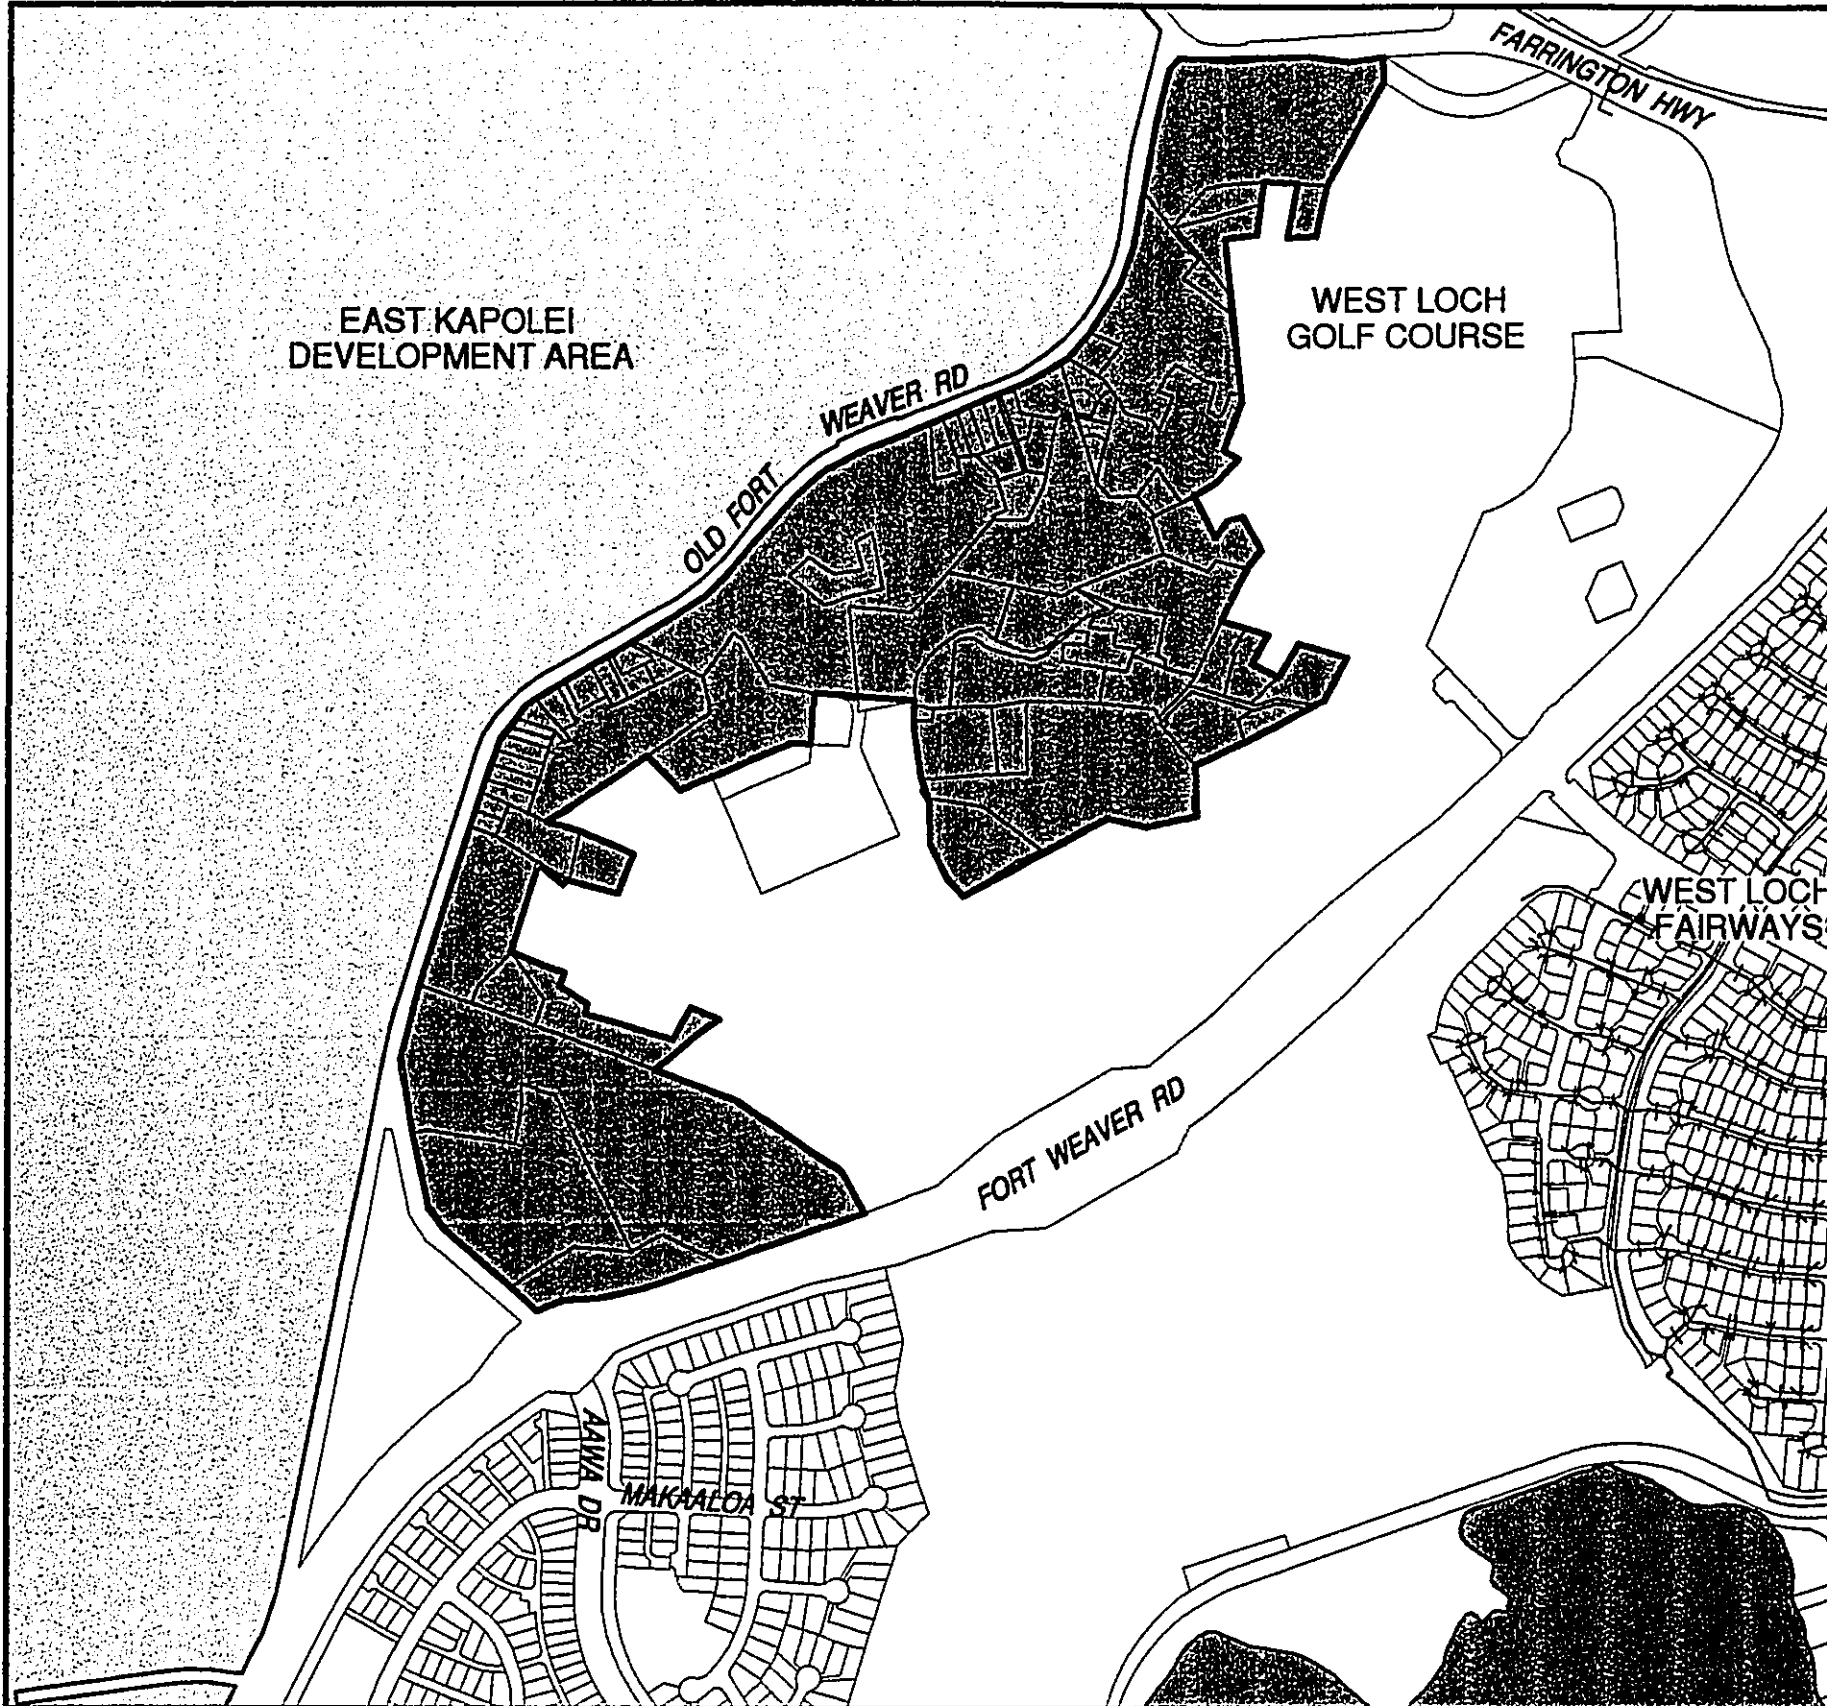 FARRINGTON HWY
EAST KAPOLEI
DEVELOPMENT AREA
WEST LOCH
GOLF COURSE
OLD FORT WEAVER RD
WEST LOCH
FAIRWAYS
FORT WEAVER RD
AAWA DR
MAKAALOA ST